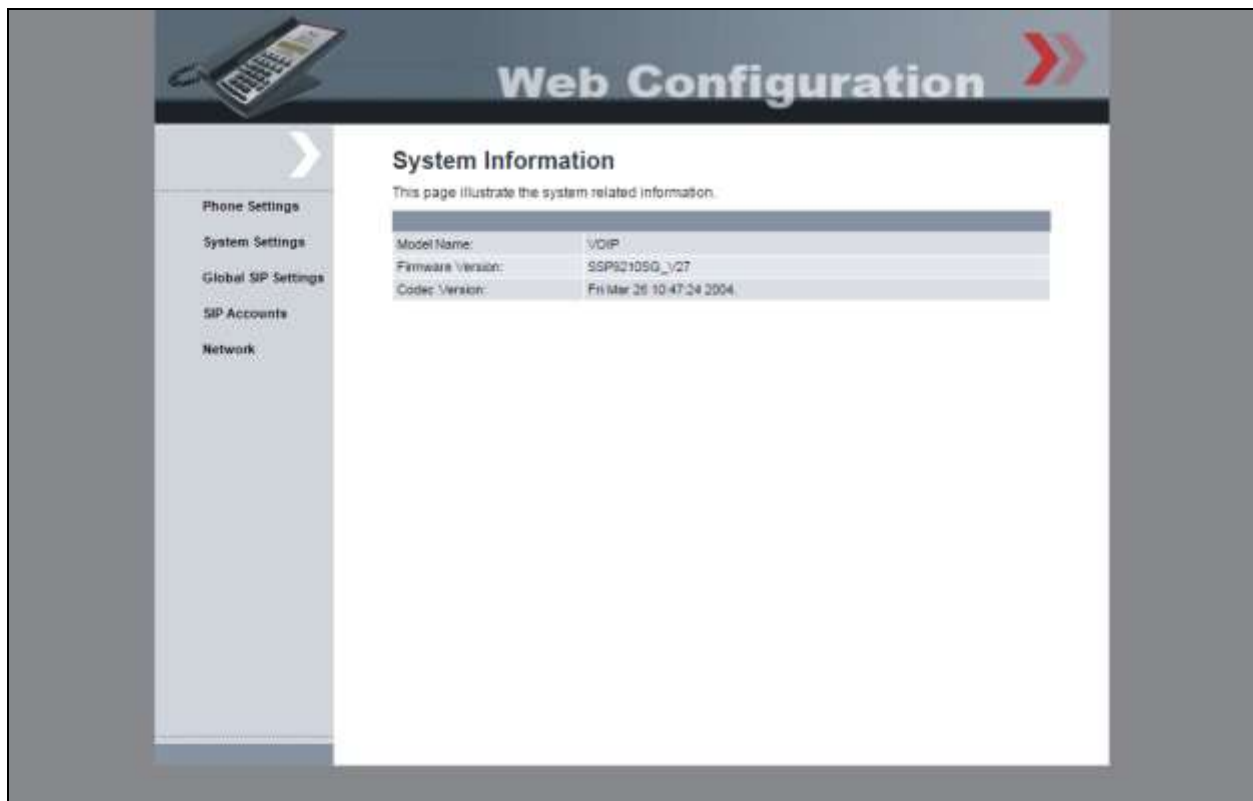 Web Configuration
System Information
This page illustrate the system related information.
Phone Settings
System Settings
Global SIP Settings
SIP Accounts
Network
Model Name: VOIP
Firmware Version: SSP9210SG_V27
Codec Version: Fri Mar 26 10:47:24 2004.